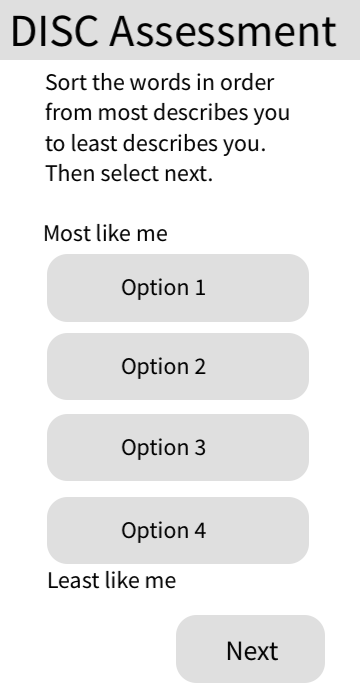 DISC Assessment
Sort the words in order
from most describes you
to least describes you.
Then select next.
Most like me
Option 1
Option 2
Option 3
Option 4
Least like me
Next